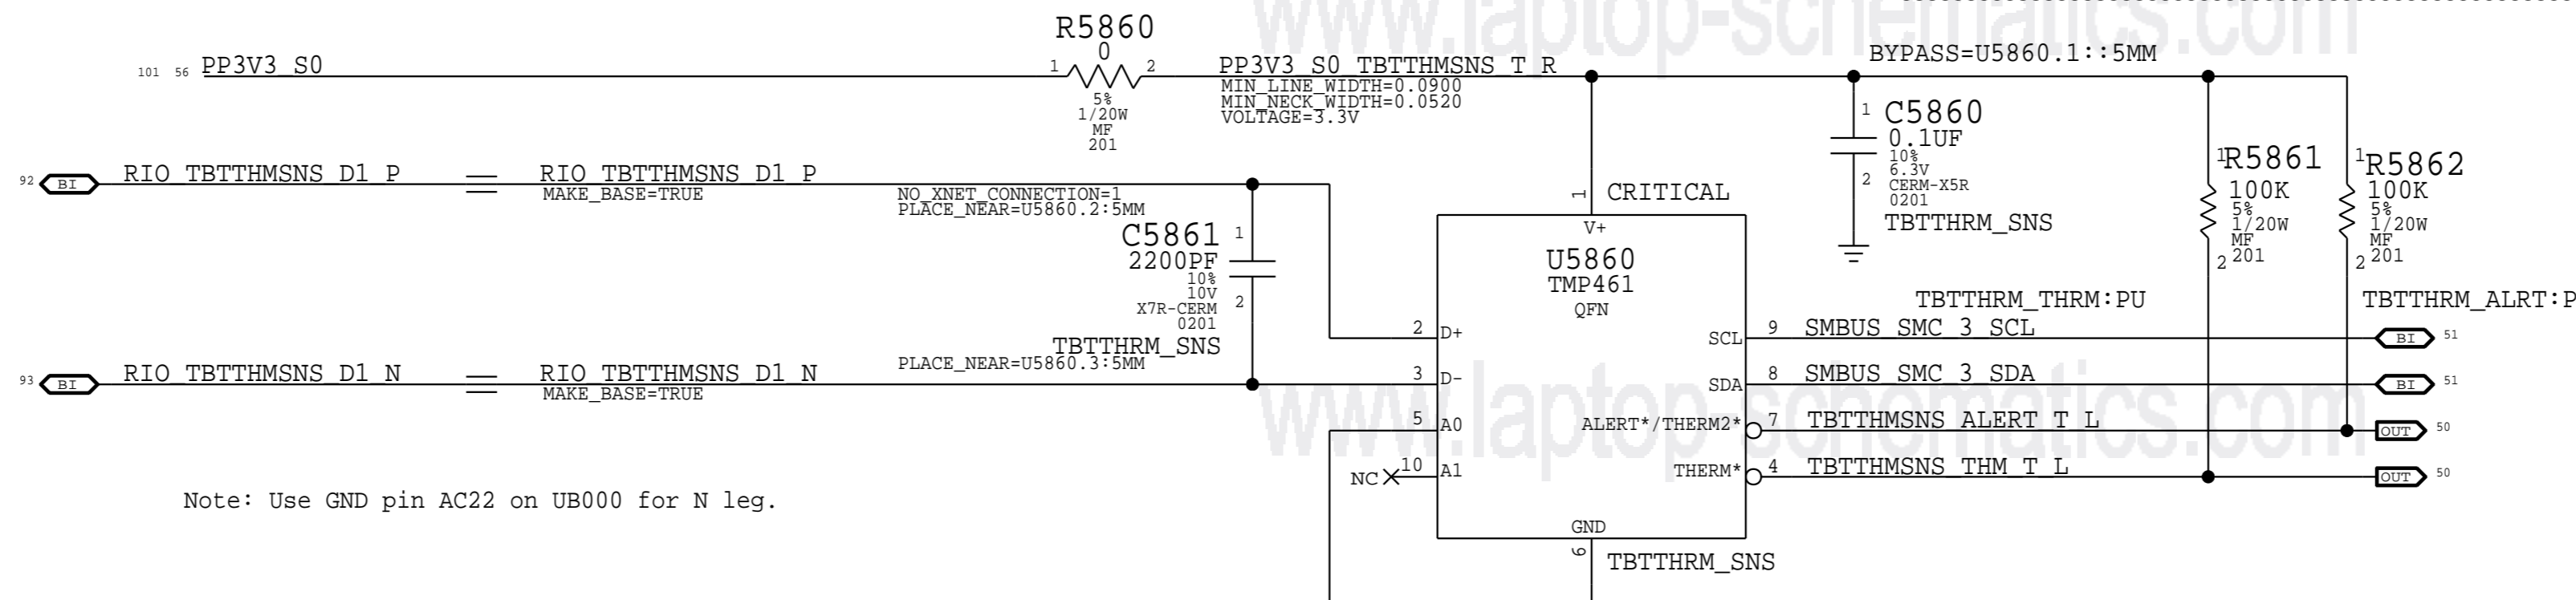 www.laptop-schematics.com
R5860
0
101 56 PP3V3_S0
1 2
PP3V3_S0_TBTTHMSNS_T_R
MIN_LINE_WIDTH=0.0900
MIN_NECK_WIDTH=0.0520
VOLTAGE=3.3V
5%
1/20W
MF
201
BYPASS=U5860.1::5MM
1 C5860
0.1UF
10%
6.3V
2 CERM-X5R
0201
TBTTHRM_SNS
1 R5861
100K
5%
1/20W
MF
2 201
1 R5862
100K
5%
1/20W
MF
2 201
92 BI RIO_TBTTHMSNS_D1_P RIO_TBTTHMSNS_D1_P
MAKE_BASE=TRUE
NO_XNET_CONNECTION=1
PLACE_NEAR=U5860.2:5MM
C5861 1
2200PF
10%
10V 2
X7R-CERM
0201
TBTTHRM_SNS
PLACE_NEAR=U5860.3:5MM
93 BI RIO_TBTTHMSNS_D1_N RIO_TBTTHMSNS_D1_N
MAKE_BASE=TRUE
1 CRITICAL
V+
U5860
TMP461
QFN
TBTTHRM_THRM:PU
TBTTHRM_ALRT:P
2 D+
3 D-
5 A0
NC 10 A1
SCL 9 SMBUS_SMC_3_SCL BI 51
SDA 8 SMBUS_SMC_3_SDA BI 51
ALERT*/THERM2* 7 TBTTHMSNS_ALERT_T_L OUT 50
THERM* 4 TBTTHMSNS_THM_T_L OUT 50
www.laptop-schematics.com
GND
6 TBTTHRM_SNS
Note: Use GND pin AC22 on UB000 for N leg.